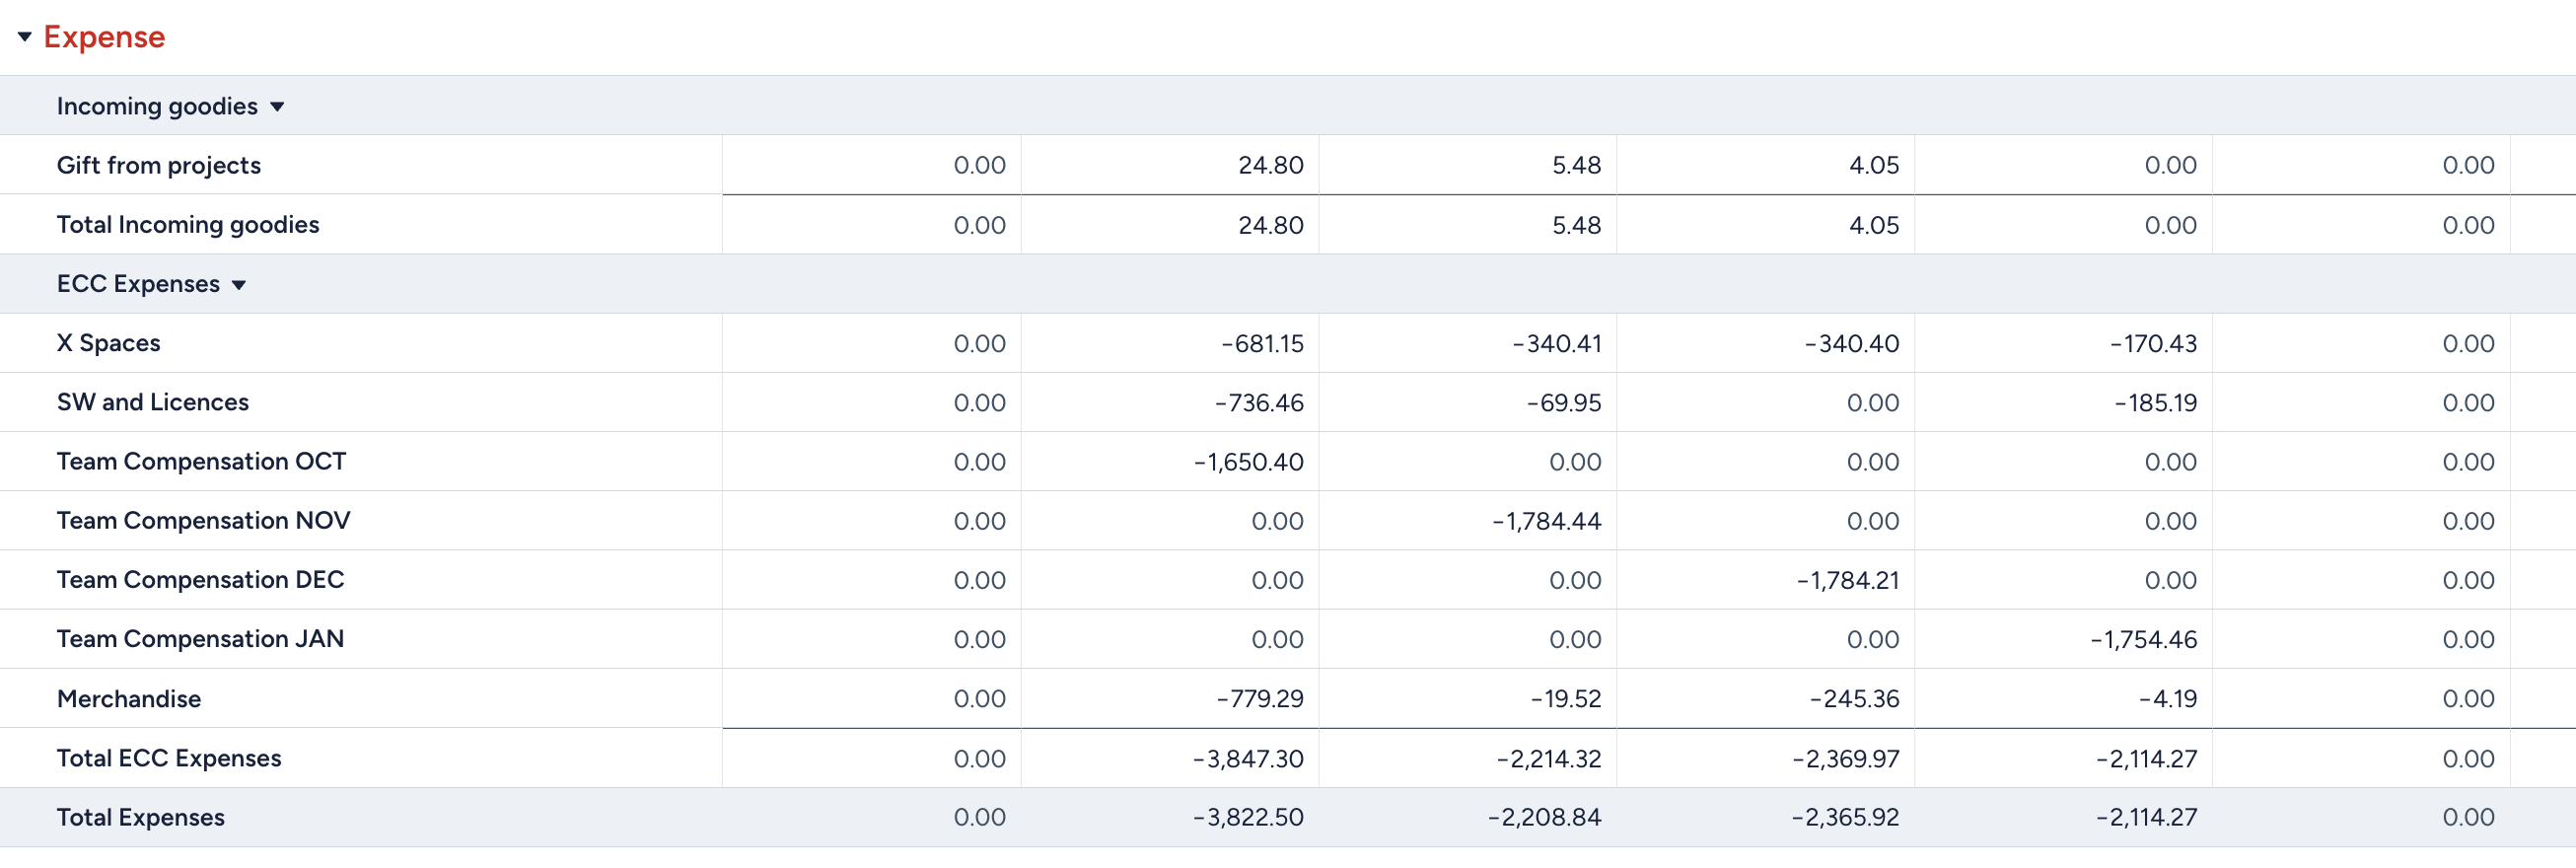 Expense
Incoming goodies
Gift from projects 0.00 24.80 5.48 4.05 0.00 0.00
Total Incoming goodies 0.00 24.80 5.48 4.05 0.00 0.00
ECC Expenses
X Spaces 0.00 -681.15 -340.41 -340.40 -170.43 0.00
SW and Licences 0.00 -736.46 -69.95 0.00 -185.19 0.00
Team Compensation OCT 0.00 -1,650.40 0.00 0.00 0.00 0.00
Team Compensation NOV 0.00 0.00 -1,784.44 0.00 0.00 0.00
Team Compensation DEC 0.00 0.00 0.00 -1,784.21 0.00 0.00
Team Compensation JAN 0.00 0.00 0.00 0.00 -1,754.46 0.00
Merchandise 0.00 -779.29 -19.52 -245.36 -4.19 0.00
Total ECC Expenses 0.00 -3,847.30 -2,214.32 -2,369.97 -2,114.27 0.00
Total Expenses 0.00 -3,822.50 -2,208.84 -2,365.92 -2,114.27 0.00